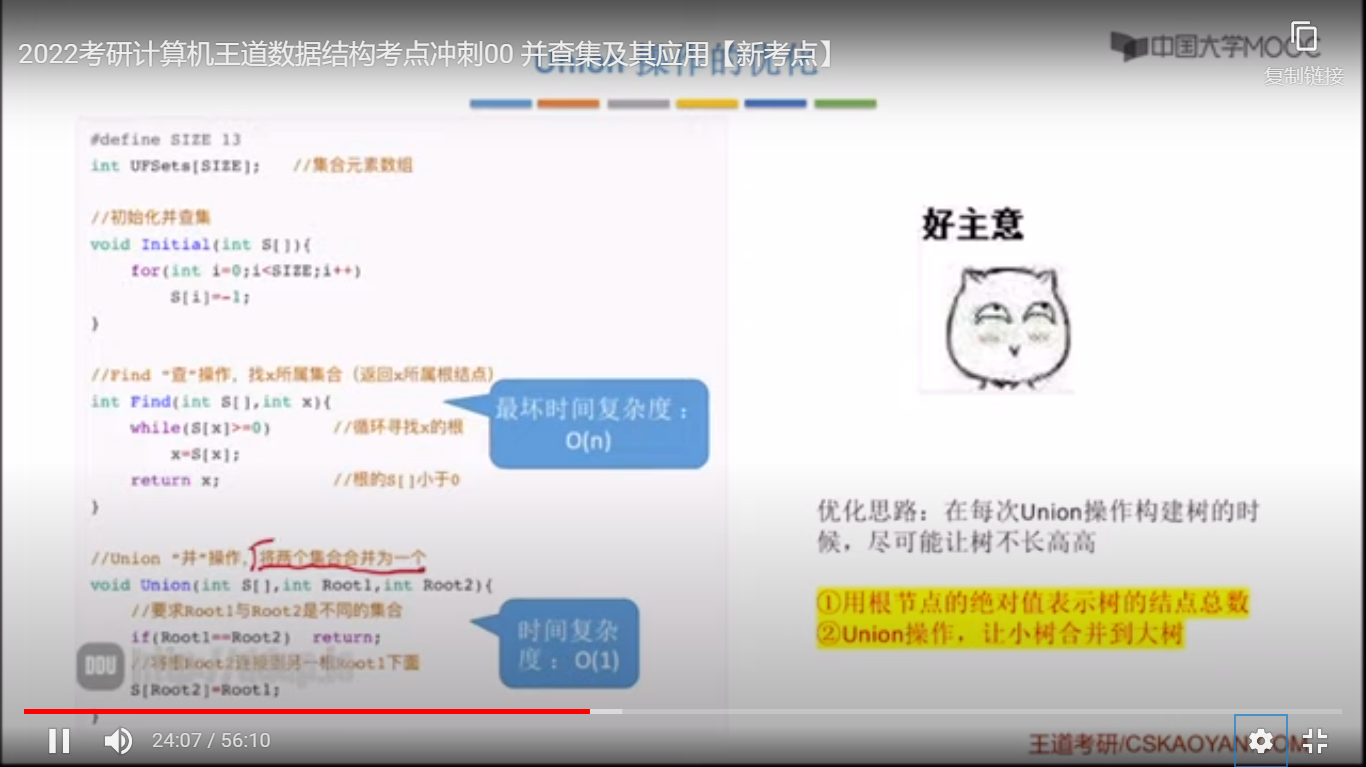 2022考研计算机王道数据结构考点冲刺00 并查集及其应用【新考点】
Union 操作的优化
中国大学MOOC
复制链接
#define SIZE 13
int UFSets[SIZE];   //集合元素数组
//初始化并查集
void Initial(int S[]){
for(int i=0;i<SIZE;i++)
S[i]=-1;
}
//Find "查"操作，找x所属集合（返回x所属根结点）
int Find(int S[],int x){
while(S[x]>=0)   //循环寻找x的根
x=S[x];
return x;   //根的S[]小于0
}
最坏时间复杂度：
O(n)
//Union "并"操作，将两个集合合并为一个
void Union(int S[],int Root1,int Root2){
//要求Root1与Root2是不同的集合
if(Root1==Root2)  return;
//将根Root2连接到另一根Root1下面
S[Root2]=Root1;
}
时间复杂
度：O(1)
好主意
优化思路：在每次Union操作构建树的时
候，尽可能让树不长高高
①用根节点的绝对值表示树的结点总数
②Union操作，让小树合并到大树
24:07 / 56:10
王道考研/CSKAOYAN.COM